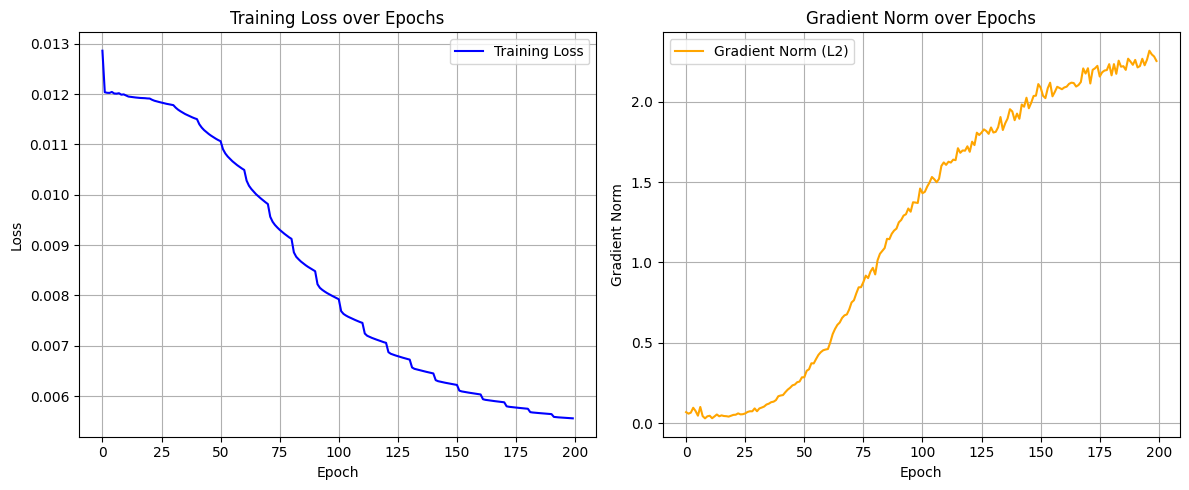 Training Loss over Epochs
Training Loss
0.013
0.012
0.011
0.010
0.009
0.008
0.007
0.006
Loss
0 25 50 75 100 125 150 175 200
Epoch
Gradient Norm over Epochs
Gradient Norm (L2)
2.0
1.5
1.0
0.5
0.0
Gradient Norm
0 25 50 75 100 125 150 175 200
Epoch